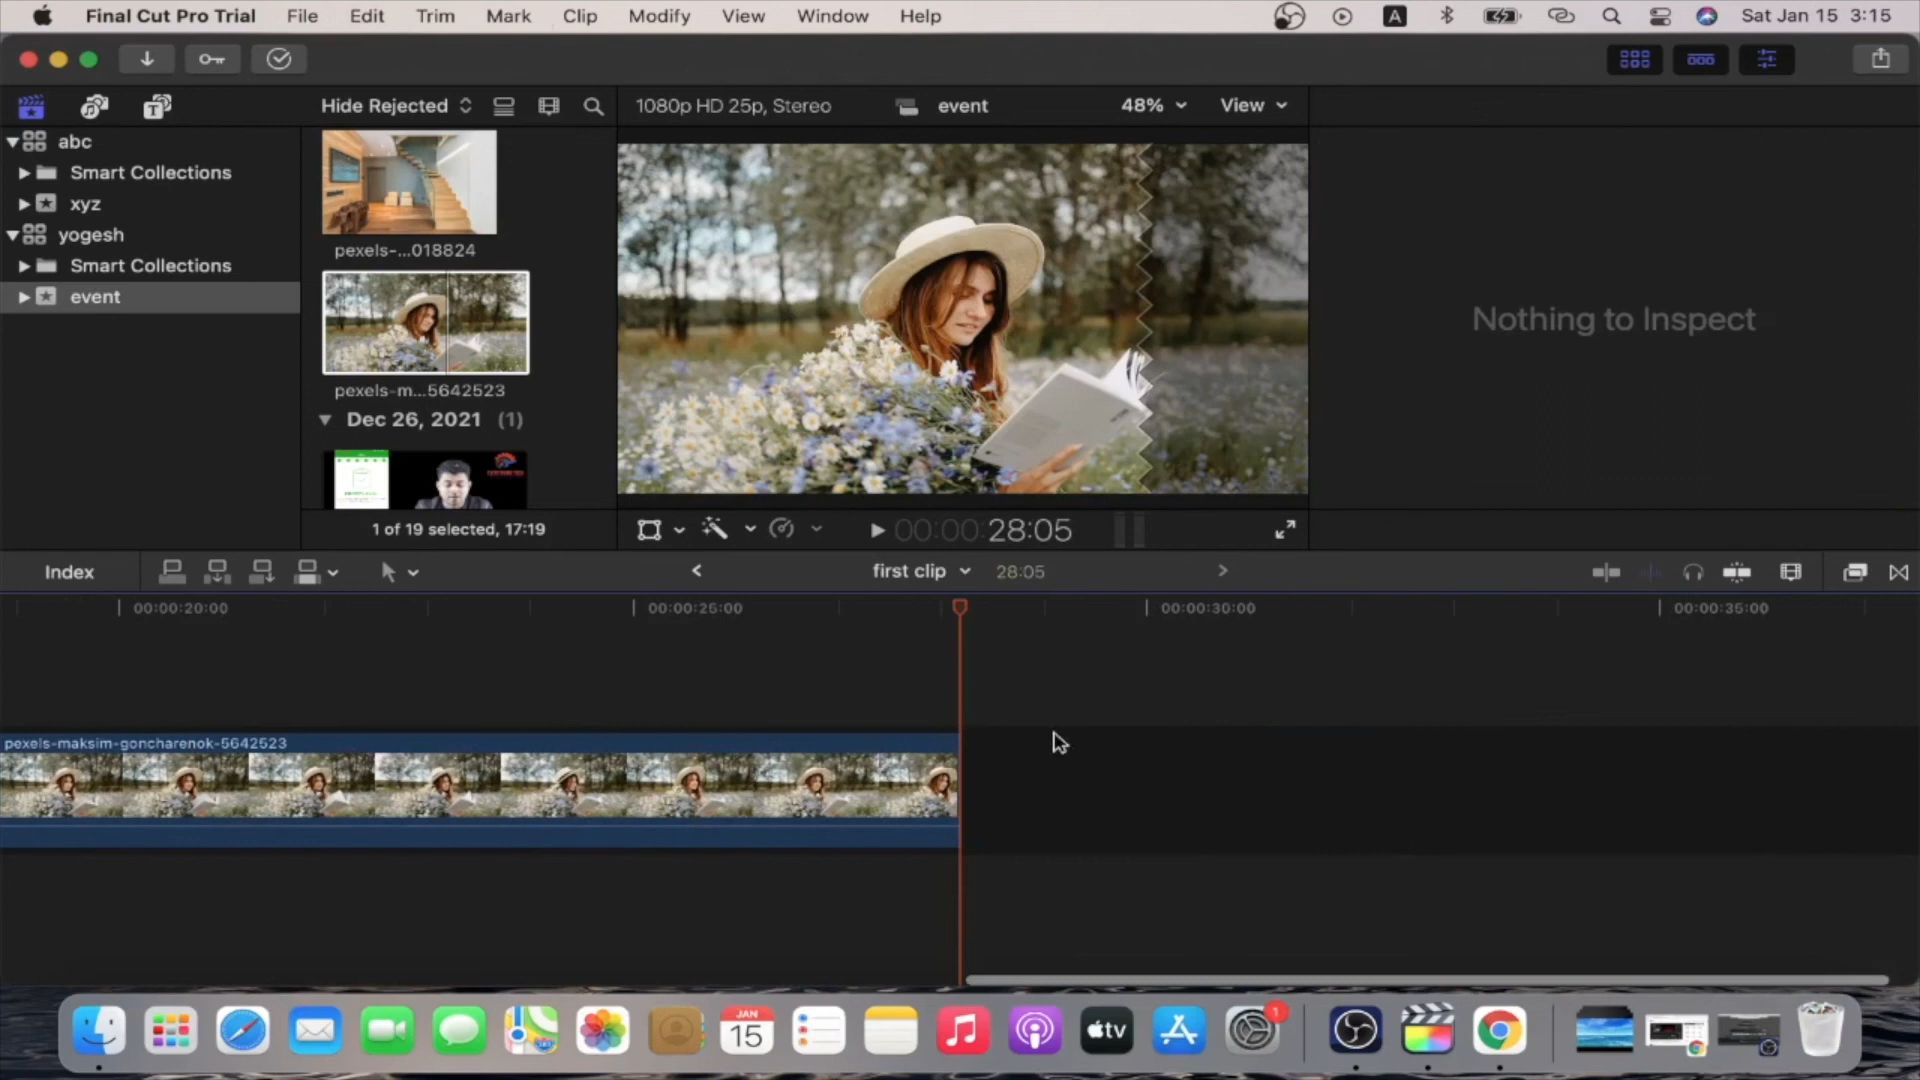 Final Cut Pro Trial File Edit Trim Mark Clip Modify View Window Help A Sat Jan 15 3:15
Hide Rejected 1080p HD 25p, Stereo event 48% View
abc
Smart Collections
xyz
yogesh
Smart Collections
event
pexels-...018824
pexels-m...5642523
Dec 26, 2021 (1)
1 of 19 selected, 17:19
Nothing to Inspect
00:00:28:05
Index first clip 28:05
00:00:20:00 00:00:25:00 00:00:30:00 00:00:35:00
pexels-maksim-goncharenok-5642523
JAN
15
tv
1